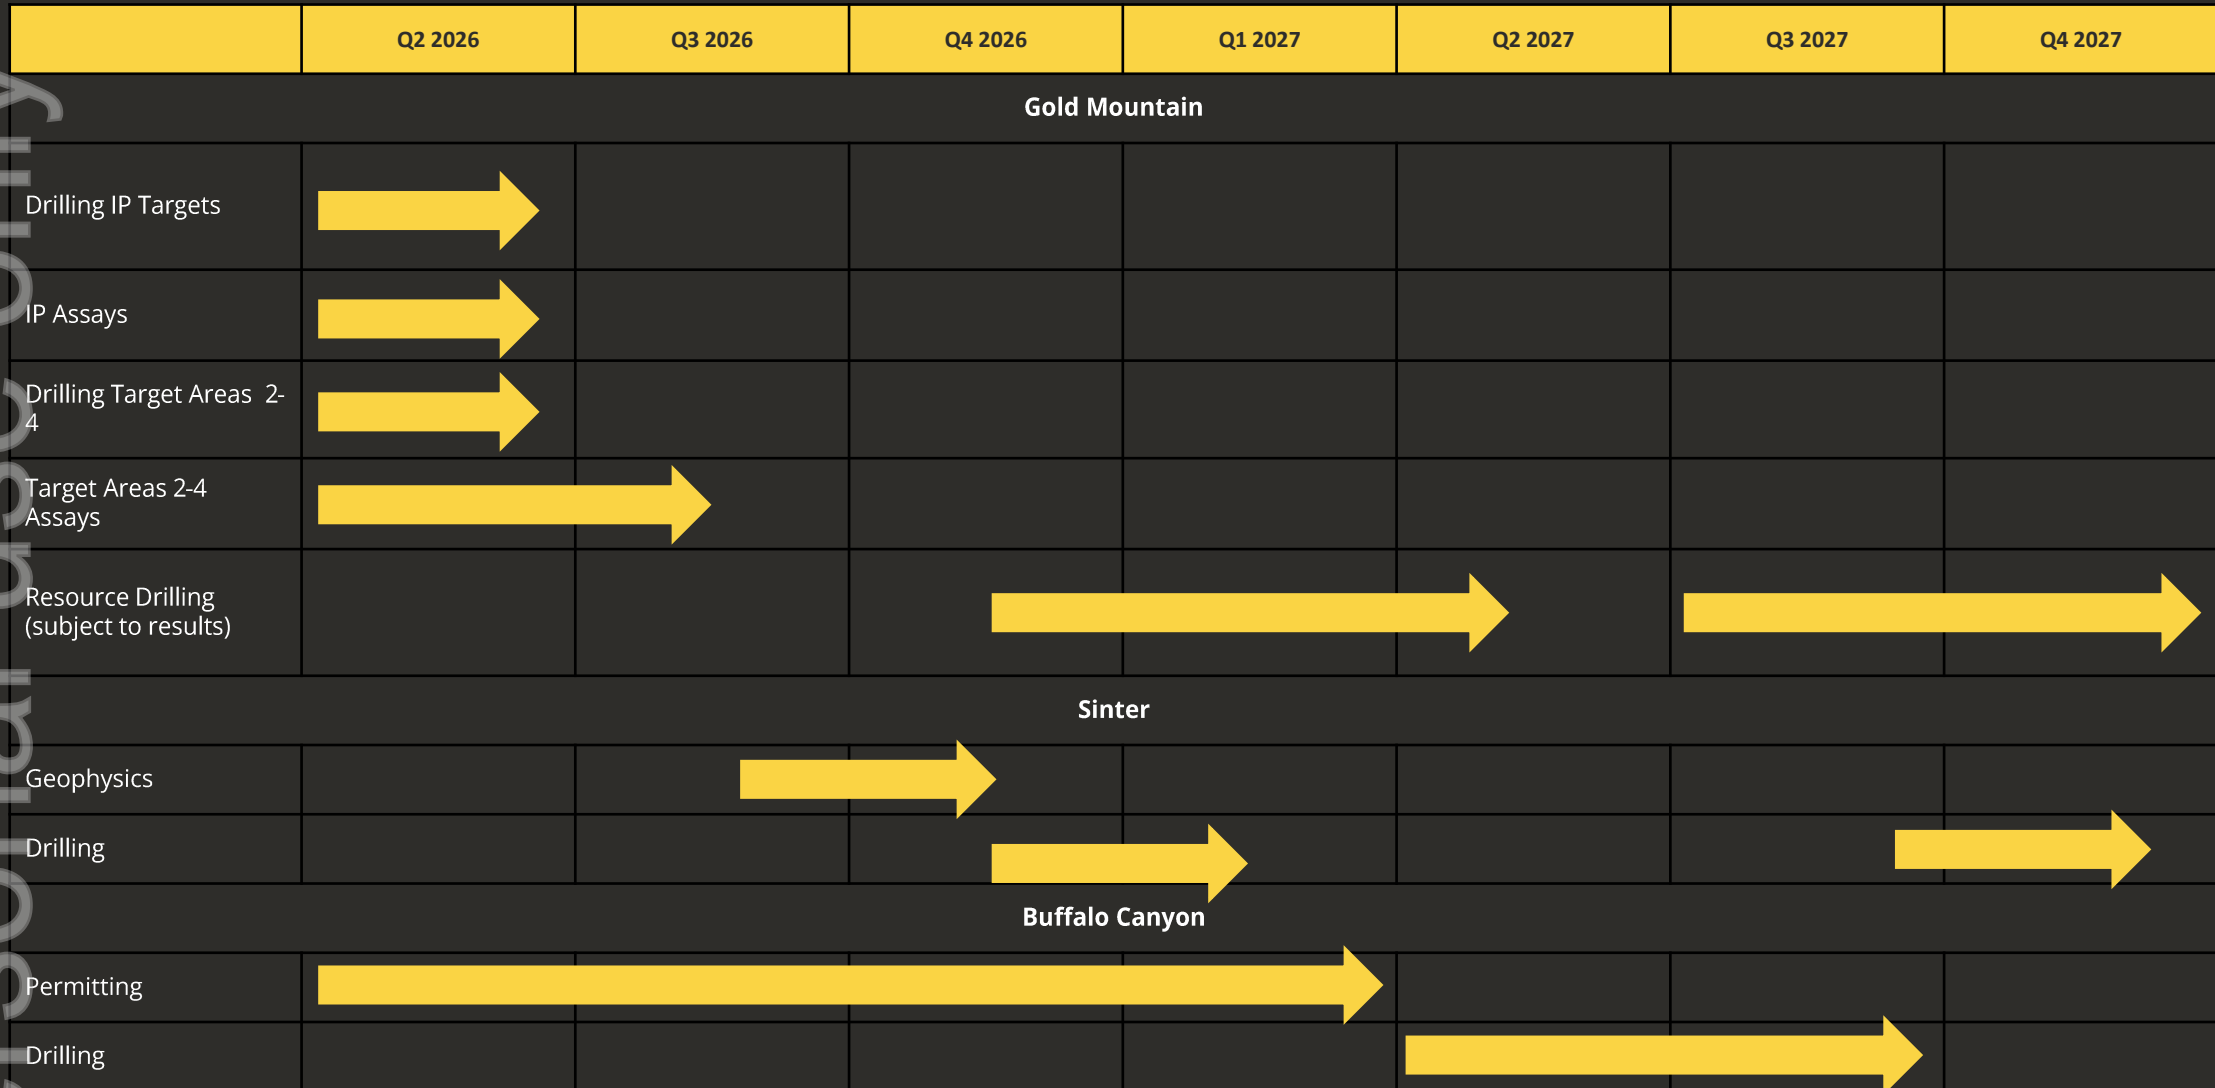 Q2 2026 Q3 2026 Q4 2026 Q1 2027 Q2 2027 Q3 2027 Q4 2027
Gold Mountain
Drilling IP Targets
IP Assays
Drilling Target Areas  2-
4
Target Areas 2-4
Assays
Resource Drilling
(subject to results)
Sinter
Geophysics
Drilling
Buffalo Canyon
Permitting
Drilling